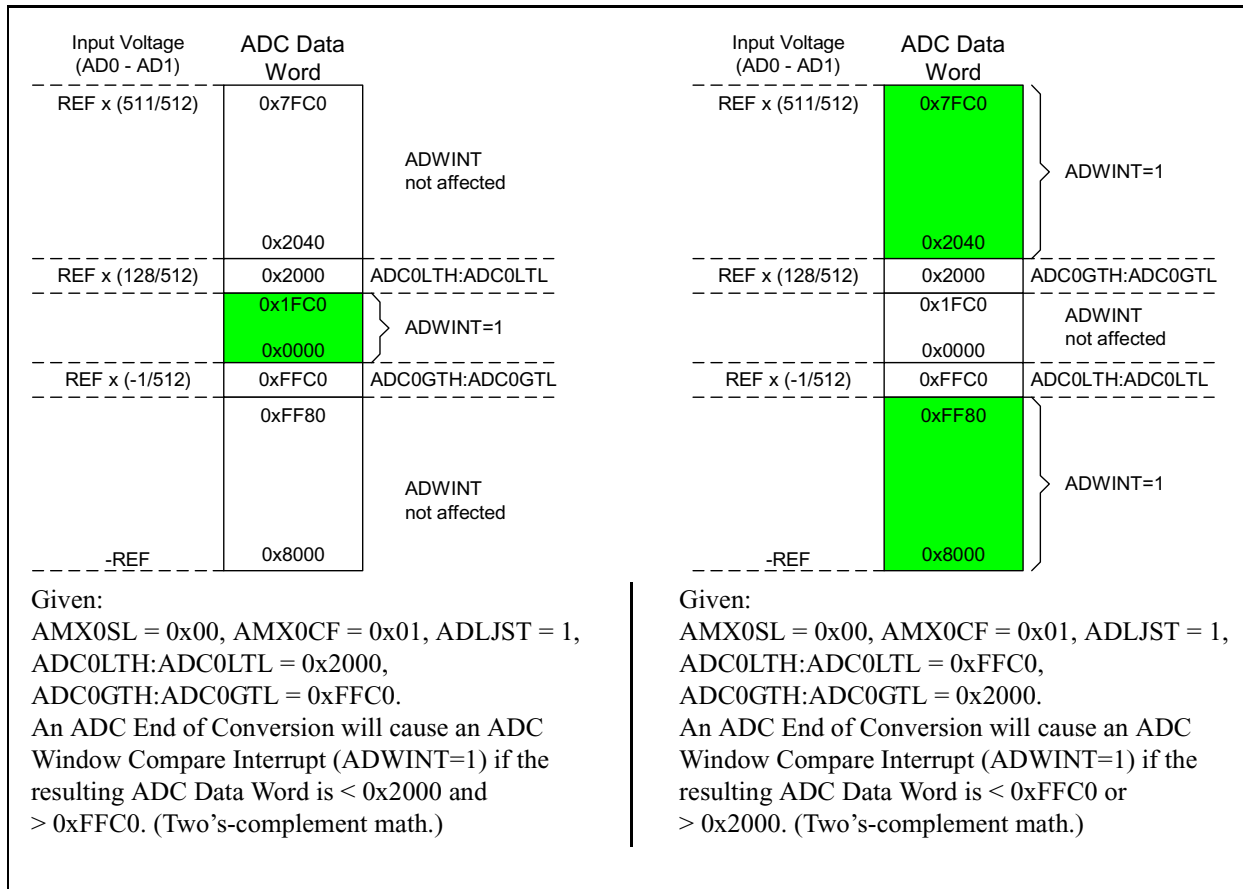 Input Voltage
(AD0 - AD1)
ADC Data
Word
REF x (511/512)
0x7FC0
ADWINT
not affected
0x2040
REF x (128/512)
0x2000
ADC0LTH:ADC0LTL
0x1FC0
ADWINT=1
0x0000
REF x (-1/512)
0xFFC0
ADC0GTH:ADC0GTL
0xFF80
ADWINT
not affected
-REF
0x8000
Given:
AMX0SL = 0x00, AMX0CF = 0x01, ADLJST = 1,
ADC0LTH:ADC0LTL = 0x2000,
ADC0GTH:ADC0GTL = 0xFFC0.
An ADC End of Conversion will cause an ADC
Window Compare Interrupt (ADWINT=1) if the
resulting ADC Data Word is < 0x2000 and
> 0xFFC0. (Two’s-complement math.)
Input Voltage
(AD0 - AD1)
ADC Data
Word
REF x (511/512)
0x7FC0
ADWINT=1
0x2040
REF x (128/512)
0x2000
ADC0GTH:ADC0GTL
0x1FC0
ADWINT
not affected
0x0000
REF x (-1/512)
0xFFC0
ADC0LTH:ADC0LTL
0xFF80
ADWINT=1
-REF
0x8000
Given:
AMX0SL = 0x00, AMX0CF = 0x01, ADLJST = 1,
ADC0LTH:ADC0LTL = 0xFFC0,
ADC0GTH:ADC0GTL = 0x2000.
An ADC End of Conversion will cause an ADC
Window Compare Interrupt (ADWINT=1) if the
resulting ADC Data Word is < 0xFFC0 or
> 0x2000. (Two’s-complement math.)